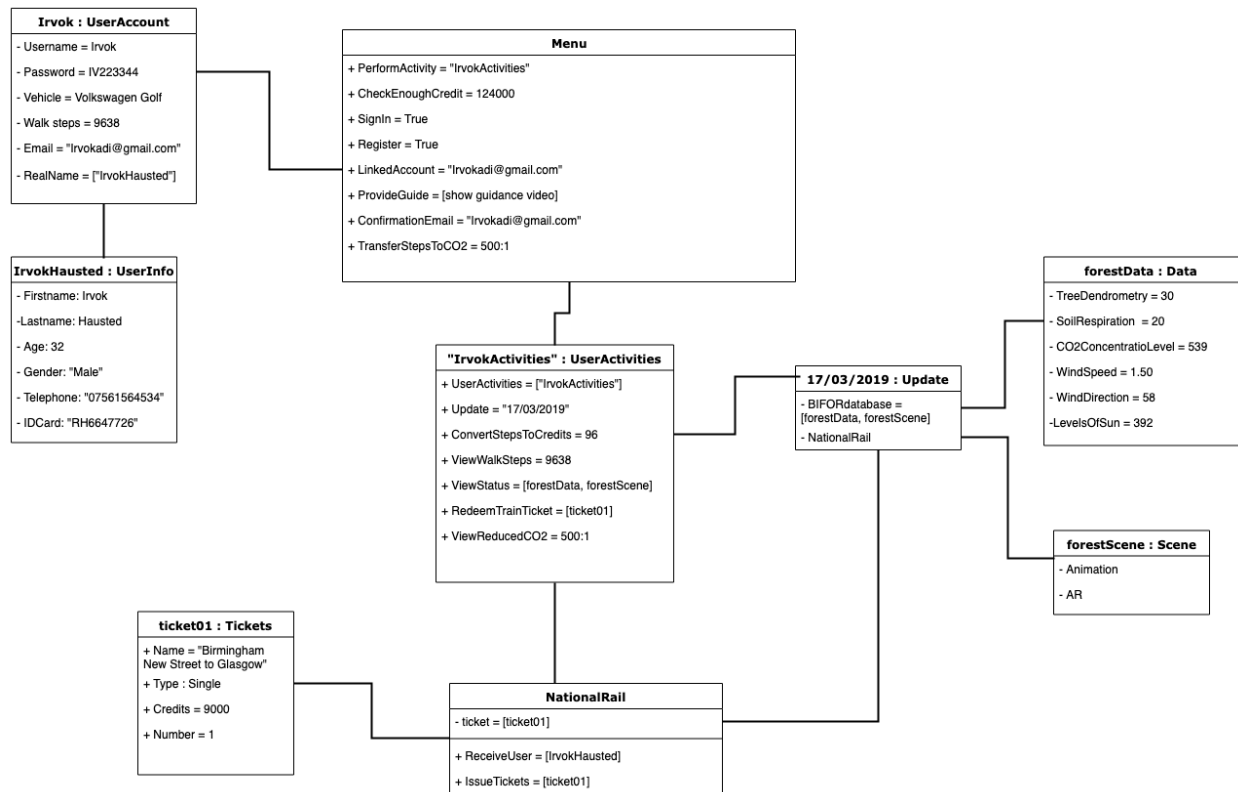 Irvok : UserAccount
- Username = Irvok
- Password = IV223344
- Vehicle = Volkswagen Golf
- Walk steps = 9638
- Email = "Irvokadi@gmail.com"
- RealName = ["IrvokHausted"]
Menu
+ PerformActivity = "IrvokActivities"
+ CheckEnoughCredit = 124000
+ SignIn = True
+ Register = True
+ LinkedAccount = "Irvokadi@gmail.com"
+ ProvideGuide = [show guidance video]
+ ConfirmationEmail = "Irvokadi@gmail.com"
+ TransferStepsToCO2 = 500:1
IrvokHausted : UserInfo
- Firstname: Irvok
-Lastname: Hausted
- Age: 32
- Gender: "Male"
- Telephone: "07561564534"
- IDCard: "RH6647726"
forestData : Data
- TreeDendrometry = 30
- SoilRespiration  = 20
- CO2ConcentratioLevel = 539
- WindSpeed = 1.50
- WindDirection = 58
-LevelsOfSun = 392
"IrvokActivities" : UserActivities
+ UserActivities = ["IrvokActivities"]
+ Update = "17/03/2019"
+ ConvertStepsToCredits = 96
+ ViewWalkSteps = 9638
+ ViewStatus = [forestData, forestScene]
+ RedeemTrainTicket = [ticket01]
+ ViewReducedCO2 = 500:1
17/03/2019 : Update
- BIFORdatabase =
[forestData, forestScene]
- NationalRail
forestScene : Scene
- Animation
- AR
ticket01 : Tickets
+ Name = "Birmingham
New Street to Glasgow"
+ Type : Single
+ Credits = 9000
+ Number = 1
NationalRail
- ticket = [ticket01]
+ ReceiveUser = [IrvokHausted]
+ IssueTickets = [ticket01]